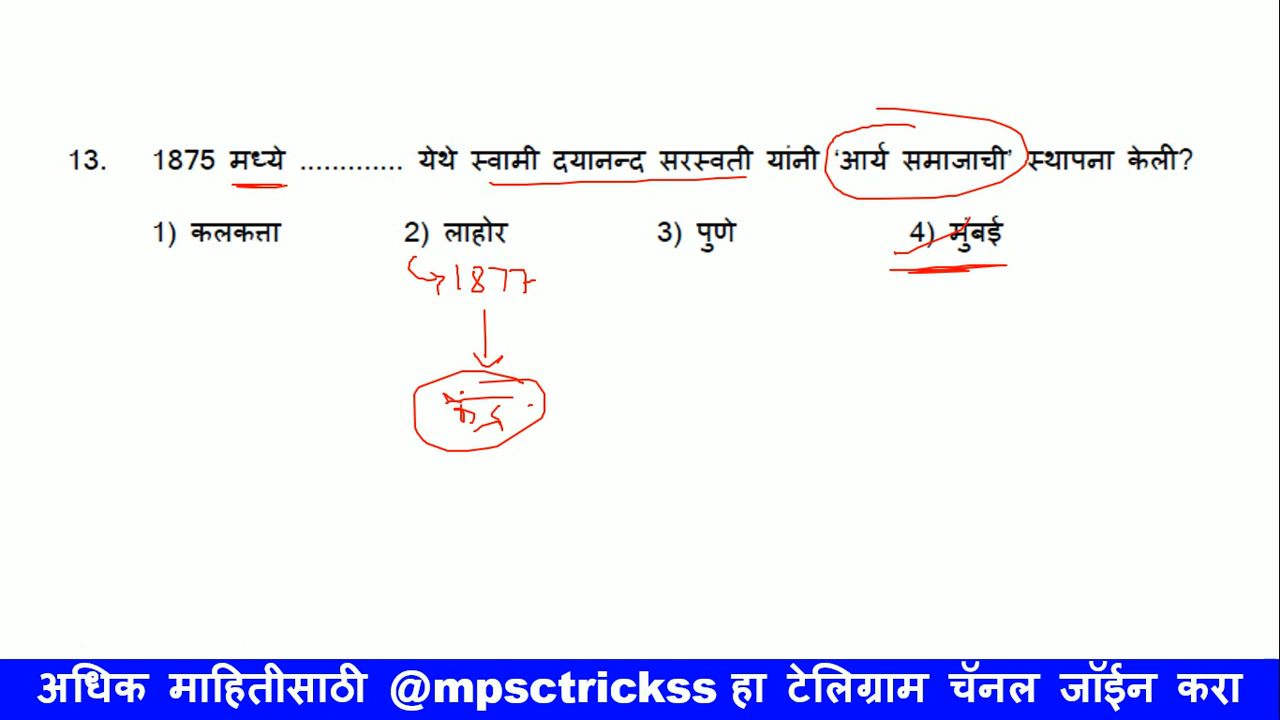 13. 1875 मध्ये ............. येथे स्वामी दयानन्द सरस्वती यांनी ‘आर्य समाजाची’ स्थापना केली?
1) कलकत्ता 2) लाहोर 3) पुणे 4) मुंबई
1877
केंद्र
अधिक माहितीसाठी @mpsctrickss हा टेलिग्राम चॅनल जॉईन करा